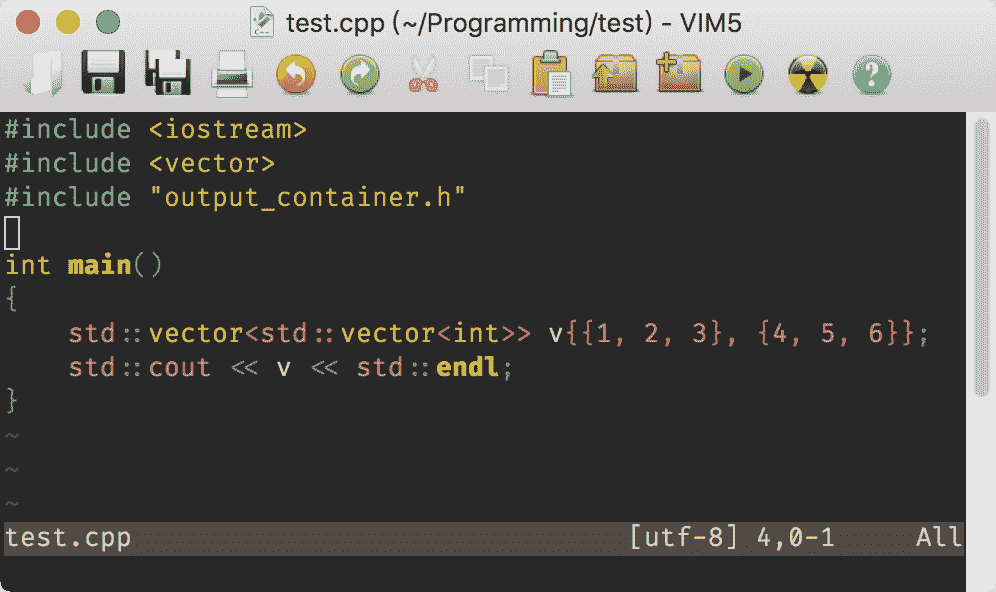 test.cpp (~/Programming/test) - VIM5
#include <iostream>
#include <vector>
#include "output_container.h"
int main()
{
    std::vector<std::vector<int>> v{{1, 2, 3}, {4, 5, 6}};
    std::cout << v << std::endl;
}
~
~
~
test.cpp [utf-8] 4,0-1 All